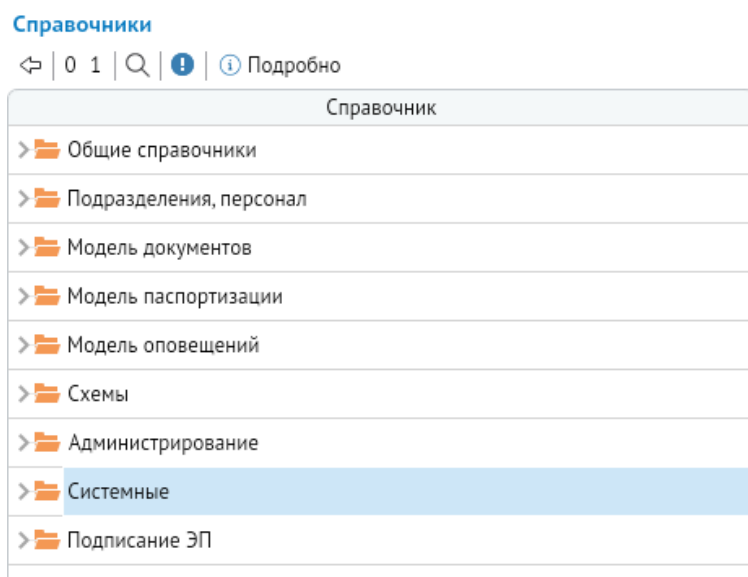 Справочники
0 1 Подробно
Справочник
Общие справочники
Подразделения, персонал
Модель документов
Модель паспортизации
Модель оповещений
Схемы
Администрирование
Системные
Подписание ЭП